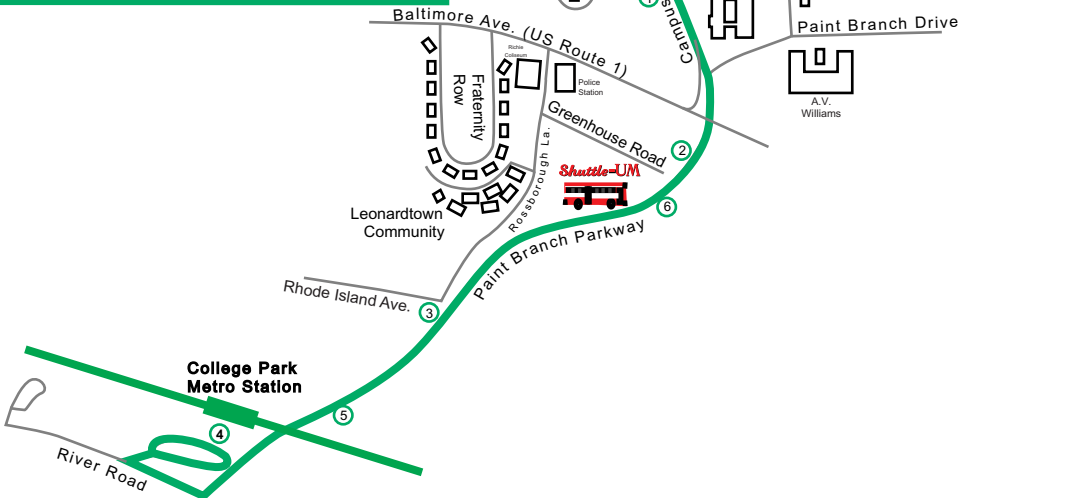 Campus
Baltimore Ave. (US Route 1)
Paint Branch Drive
Richie
Coliseum
Police
Station
A.V.
Williams
Fraternity
Row
Greenhouse Road
2
Shuttle-UM
Rossborough La.
6
Leonardtown
Community
Paint Branch Parkway
Rhode Island Ave.
3
College Park
Metro Station
5
4
River Road